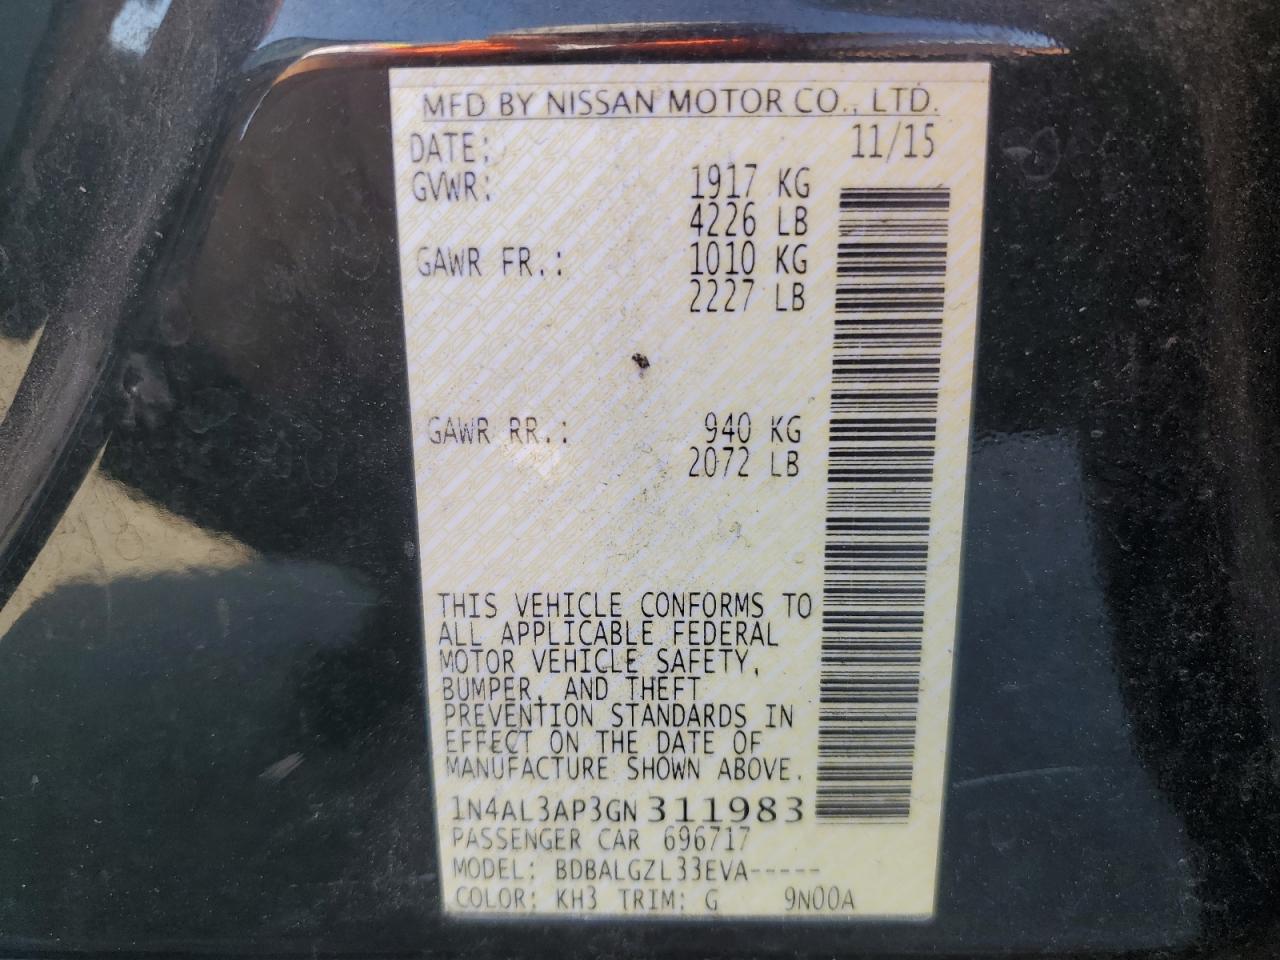 MFD BY NISSAN MOTOR CO., LTD.
DATE: 11/15
GVWR: 1917 KG
4226 LB
GAWR FR.: 1010 KG
2227 LB
GAWR RR.: 940 KG
2072 LB
THIS VEHICLE CONFORMS TO
ALL APPLICABLE FEDERAL
MOTOR VEHICLE SAFETY,
BUMPER, AND THEFT
PREVENTION STANDARDS IN
EFFECT ON THE DATE OF
MANUFACTURE SHOWN ABOVE.
1N4AL3AP3GN311983
PASSENGER CAR 696717
MODEL: BDBALGZL33EVA-----
COLOR: KH3 TRIM: G 9N00A